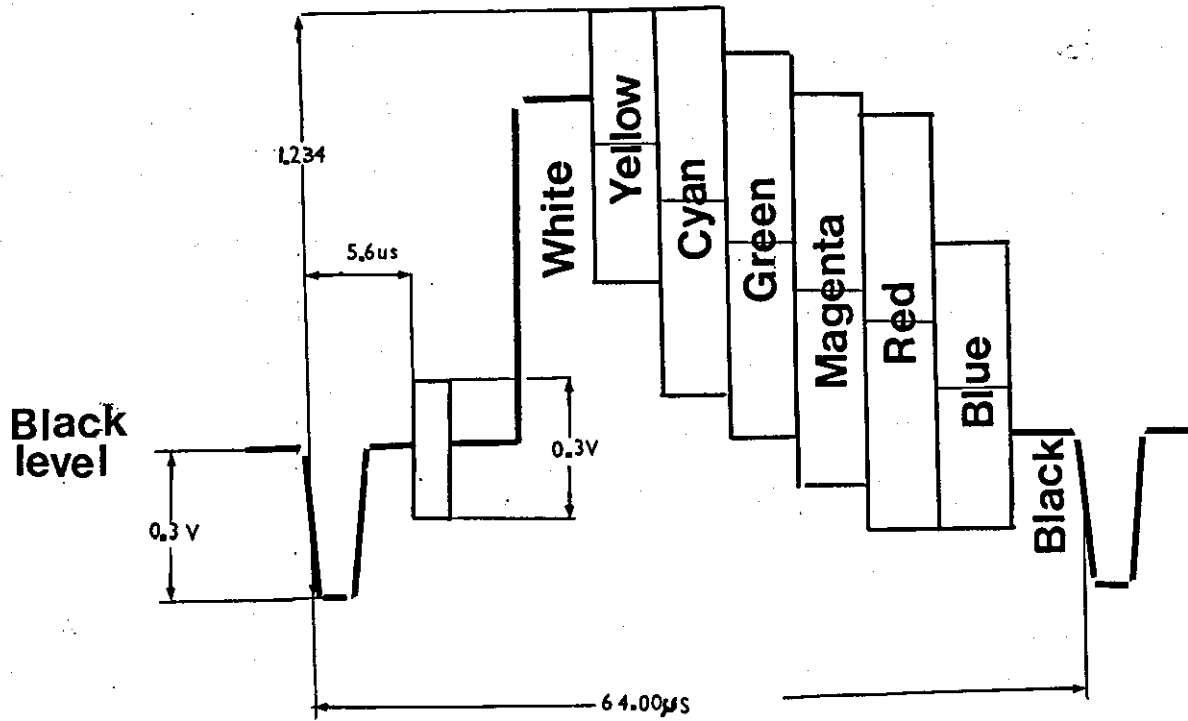 1.234
5.6us
White
Yellow
Cyan
Green
Magenta
Red
Blue
Black
Black
level
0.3V
0.3 V
64.00µS